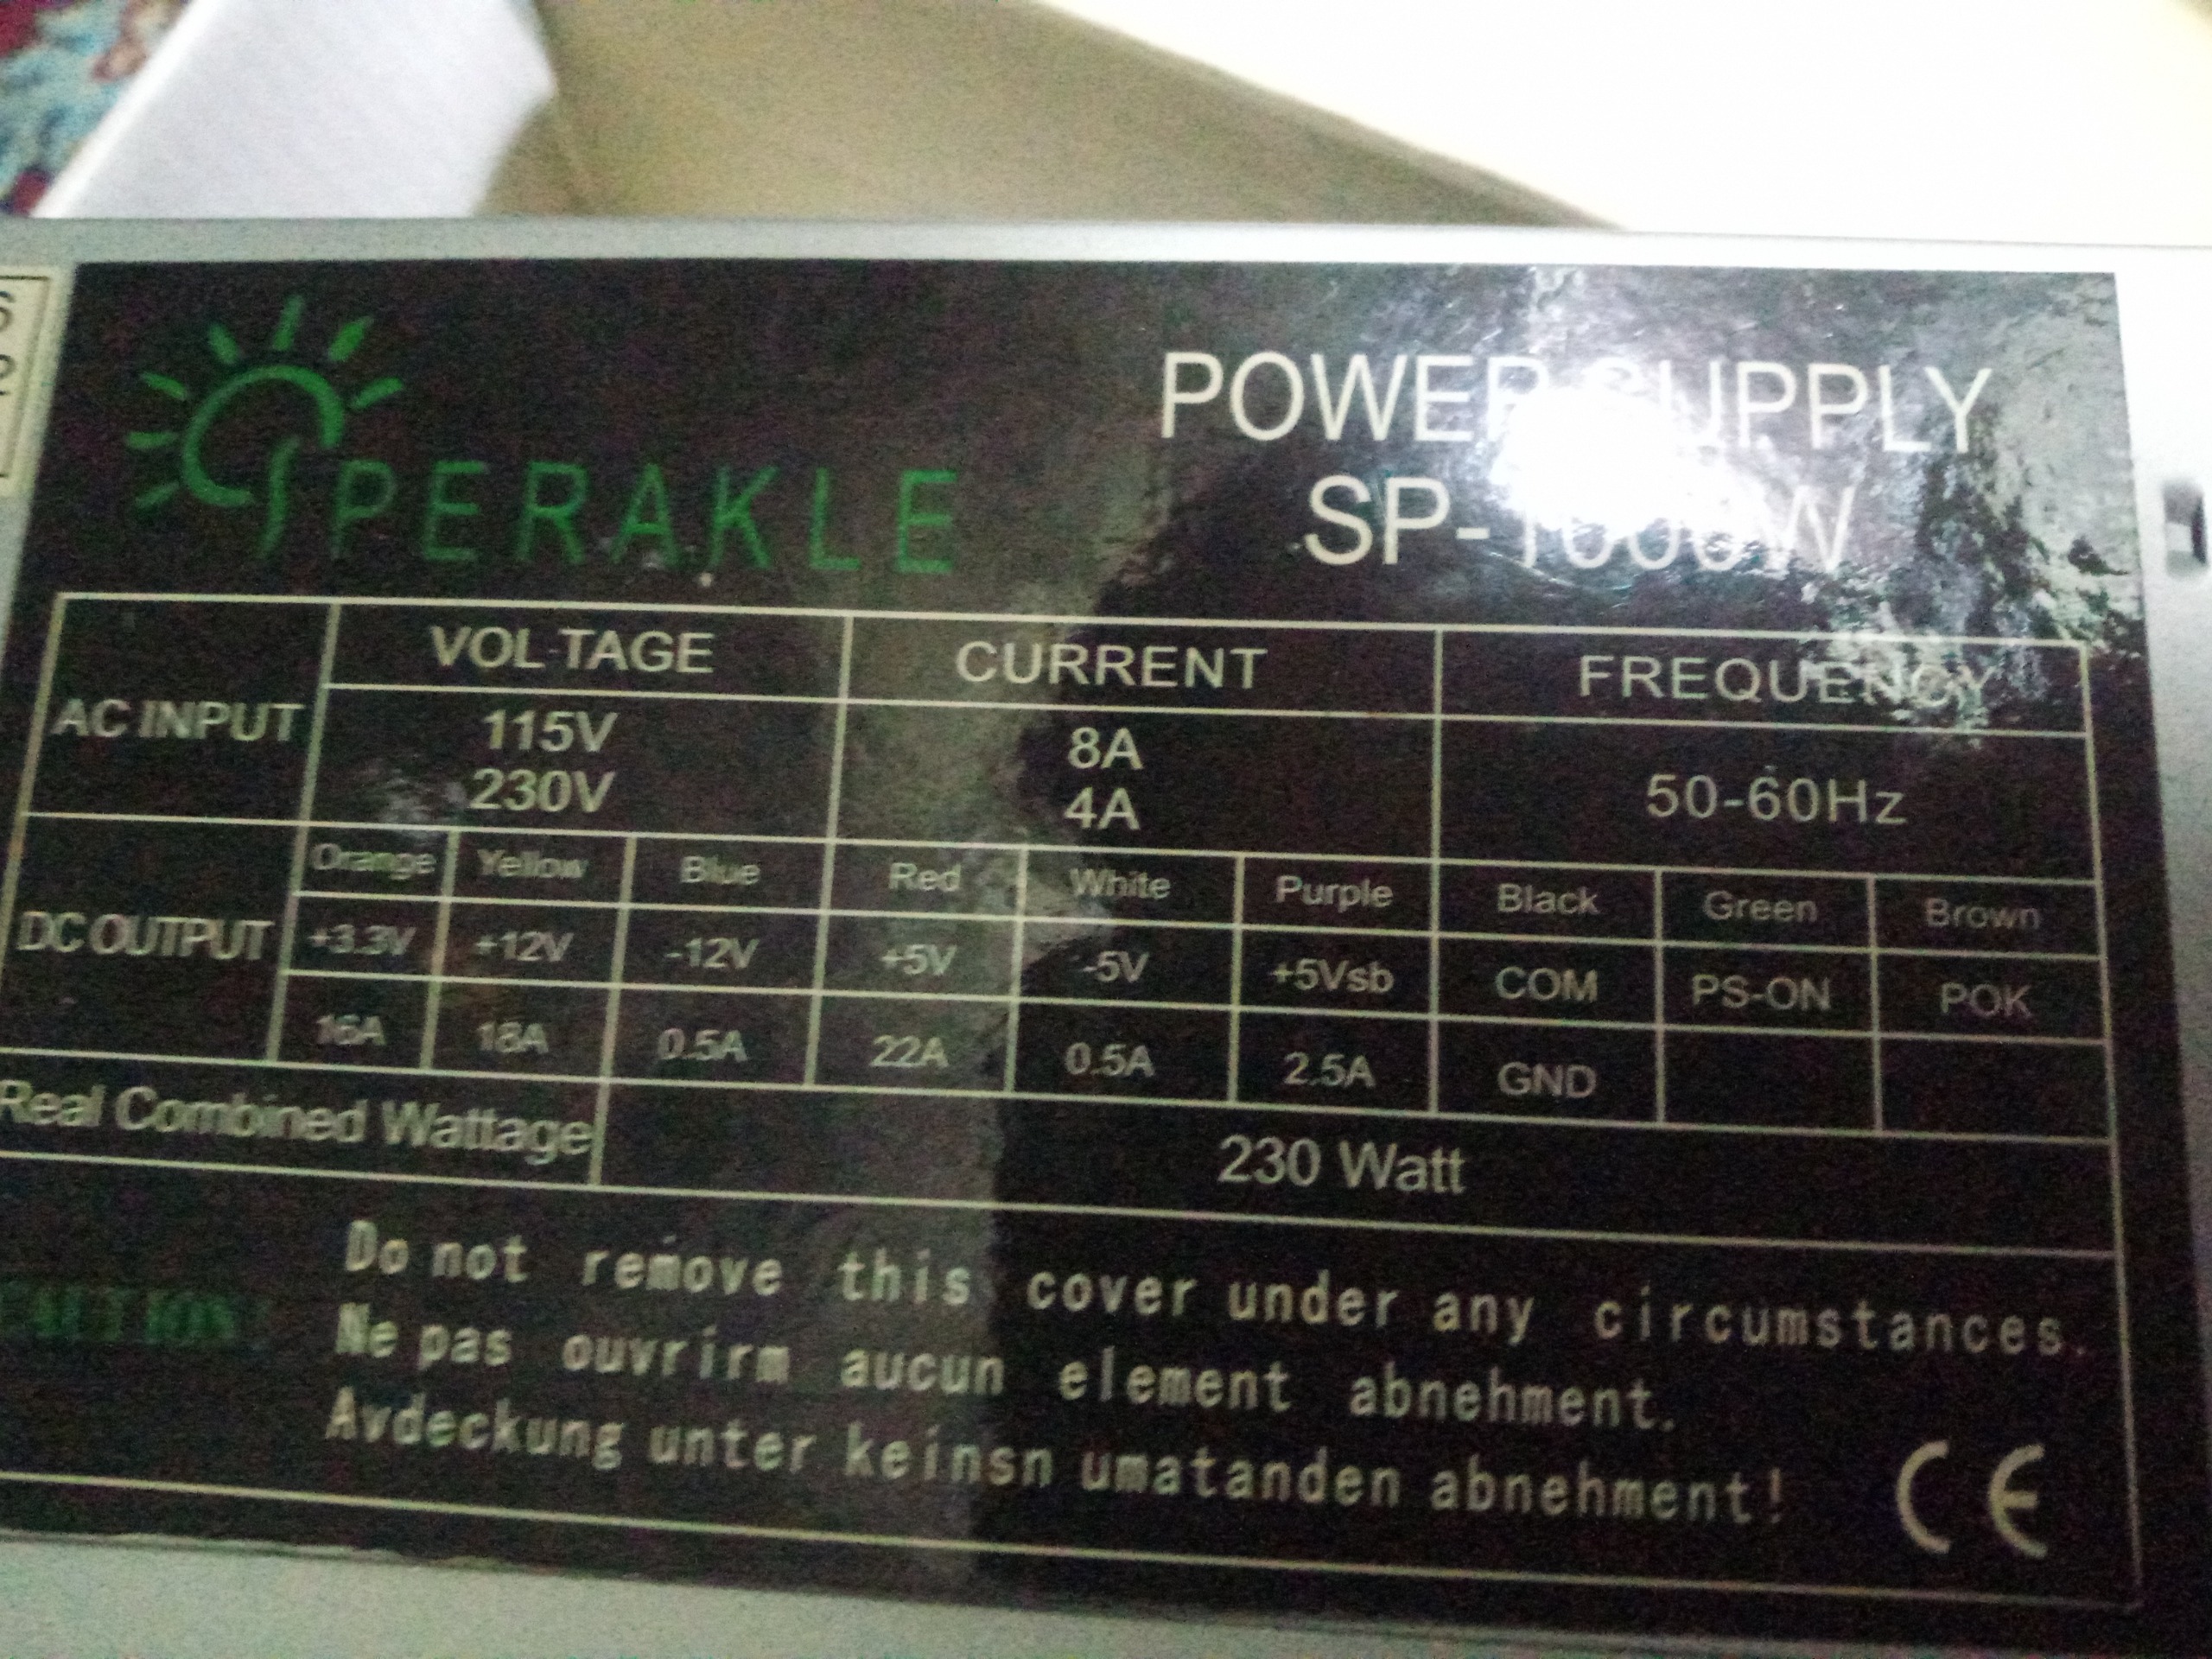 S
2
SPERAKLE
POWER SUPPLY
SP-1000W
AC INPUT VOLTAGE CURRENT FREQUENCY
115V 8A 50-60Hz
230V 4A
DC OUTPUT Orange Yellow Blue Red White Purple Black Green Brown
+3.3V +12V -12V +5V -5V +5Vsb COM PS-ON POK
16A 18A 0.5A 22A 0.5A 2.5A GND
Real Combined Wattage 230 Watt
Do not remove this cover under any circumstances.
Ne pas ouvrirm aucun element abnehment.
Avdeckung unter keinsn umatanden abnehment!
CE